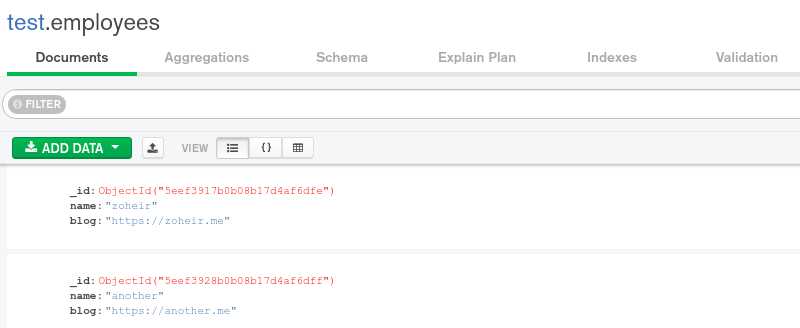 test.employees
Documents Aggregations Schema Explain Plan Indexes Validation
FILTER
ADD DATA VIEW { }
_id: ObjectId("5eef3917b0b08b17d4af6dfe")
name: "zoheir"
blog: "https://zoheir.me"
_id: ObjectId("5eef3928b0b08b17d4af6dff")
name: "another"
blog: "https://another.me"